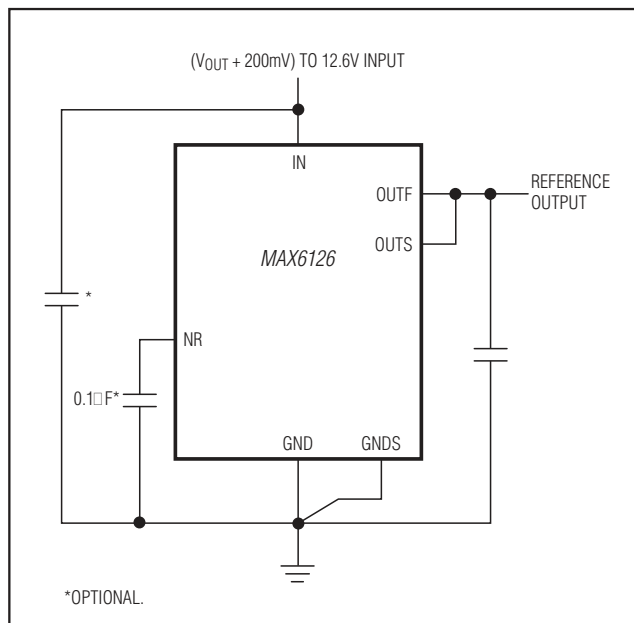 (VOUT + 200mV) TO 12.6V INPUT
IN
OUTF
REFERENCE
OUTPUT
OUTS
MAX6126
*
NR
0.1□F*
GND
GNDS
*OPTIONAL.